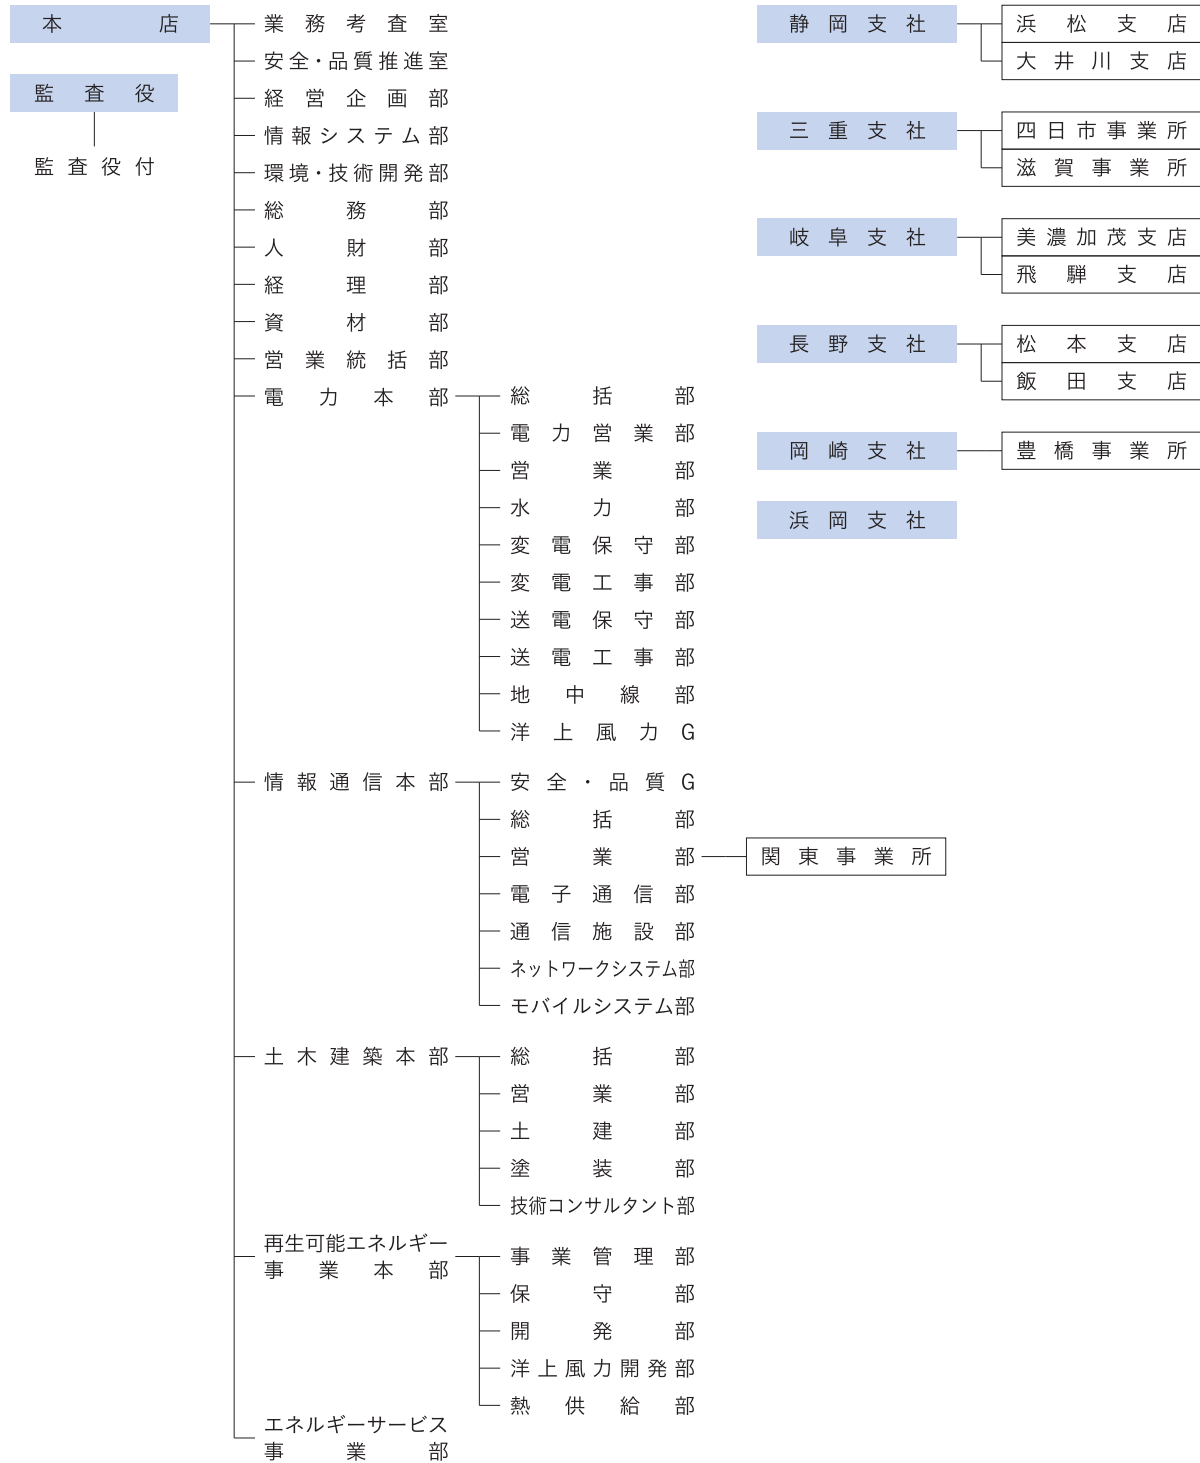 本店
業務考査室
安全・品質推進室
経営企画部
情報システム部
環境・技術開発部
総務部
人財部
経理部
資材部
営業統括部
電力本部
総括部
電力営業部
営業部
水力部
変電保守部
変電工事部
送電保守部
送電工事部
地中線部
洋上風力G
情報通信本部
安全・品質G
総括部
営業部
関東事業所
電子通信部
通信施設部
ネットワークシステム部
モバイルシステム部
土木建築本部
総括部
営業部
土建部
塗装部
技術コンサルタント部
再生可能エネルギー
事業本部
事業管理部
保守部
開発部
洋上風力開発部
熱供給部
エネルギーサービス
事業部
監査役
監査役付
静岡支社
浜松支店
大井川支店
三重支社
四日市事業所
滋賀事業所
岐阜支社
美濃加茂支店
飛騨支店
長野支社
松本支店
飯田支店
岡崎支社
豊橋事業所
浜岡支社